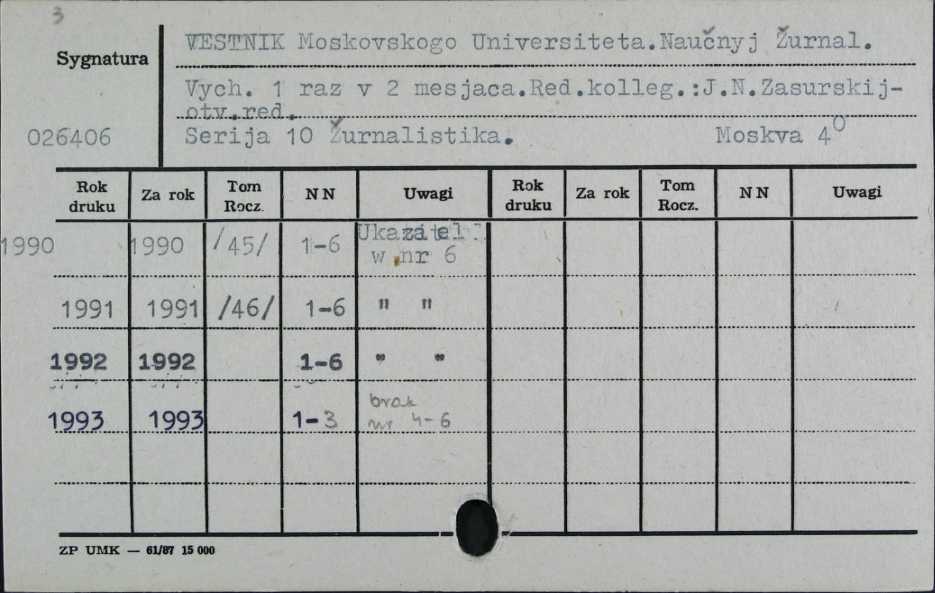 3
Sygnatura
VESTNIK Moskovskogo Universiteta.Naučnyj Žurnal.
Vych. 1 raz v 2 mesjaca.Red.kolleg.:J.N.Zasurskij-
otv.red.
026406 Serija 10 Žurnalistika. Moskva 4⁰
Rok druku Za rok Tom Rocz. NN Uwagi Rok druku Za rok Tom Rocz. NN Uwagi
1990 1990 /45/ 1-6 Ukazatel
w nr 6
1991 1991 /46/ 1-6 " "
1992 1992 1-6 " "
1993 1993 1-3 brak
nr 4-6
ZP UMK — 61/87 15 000